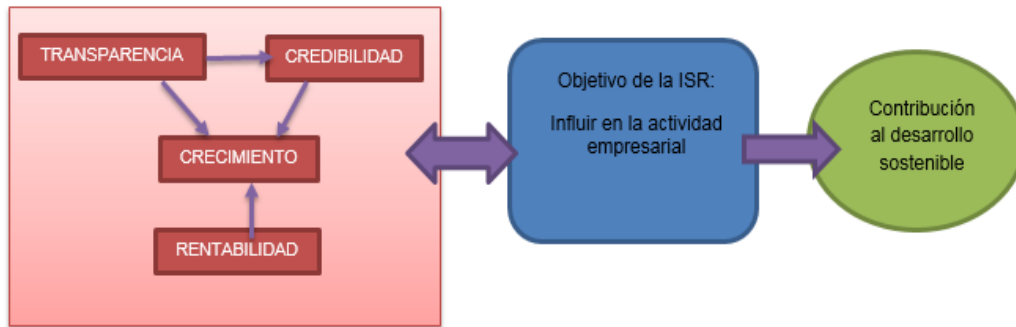 TRANSPARENCIA
CREDIBILIDAD
CRECIMIENTO
RENTABILIDAD
Objetivo de la ISR:
Influir en la actividad
empresarial
Contribución
al desarrollo
sostenible